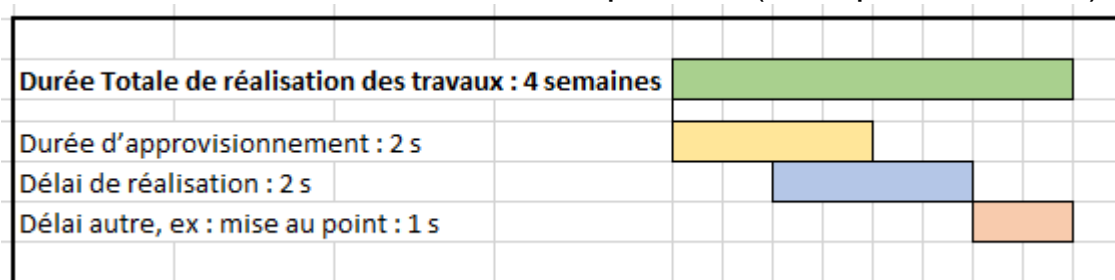 Durée Totale de réalisation des travaux : 4 semaines
Durée d’approvisionnement : 2 s
Délai de réalisation : 2 s
Délai autre, ex : mise au point : 1 s